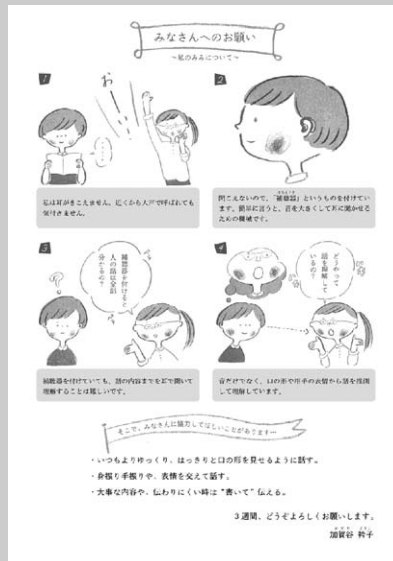 みなさんへのお願い
～私のみみについて～
1
お
2
私は耳がきこえません。近くから大声で呼ばれても
気付きません。
聞こえないので、“補聴器”というものを付けてい
ます。簡単に言うと、音を大きくして耳に聞かせる
ための機械です。
3
補聴器を付けると
人の話は全部
分かるの？
4
どうやって
話を理解して
いるの？
補聴器を付けていても、話の内容までを耳で聞いて
理解することは難しいです。
音だけでなく、口の形や相手の表情から話を推測
して理解しています。
そこで、みなさんに協力してほしいことがあります…
・いつもよりゆっくり、はっきりと口の形を見せるように話す。
・身振り手振りや、表情を交えて話す。
・大事な内容や、伝わりにくい時は“書いて”伝える。
3週間、どうぞよろしくお願いします。